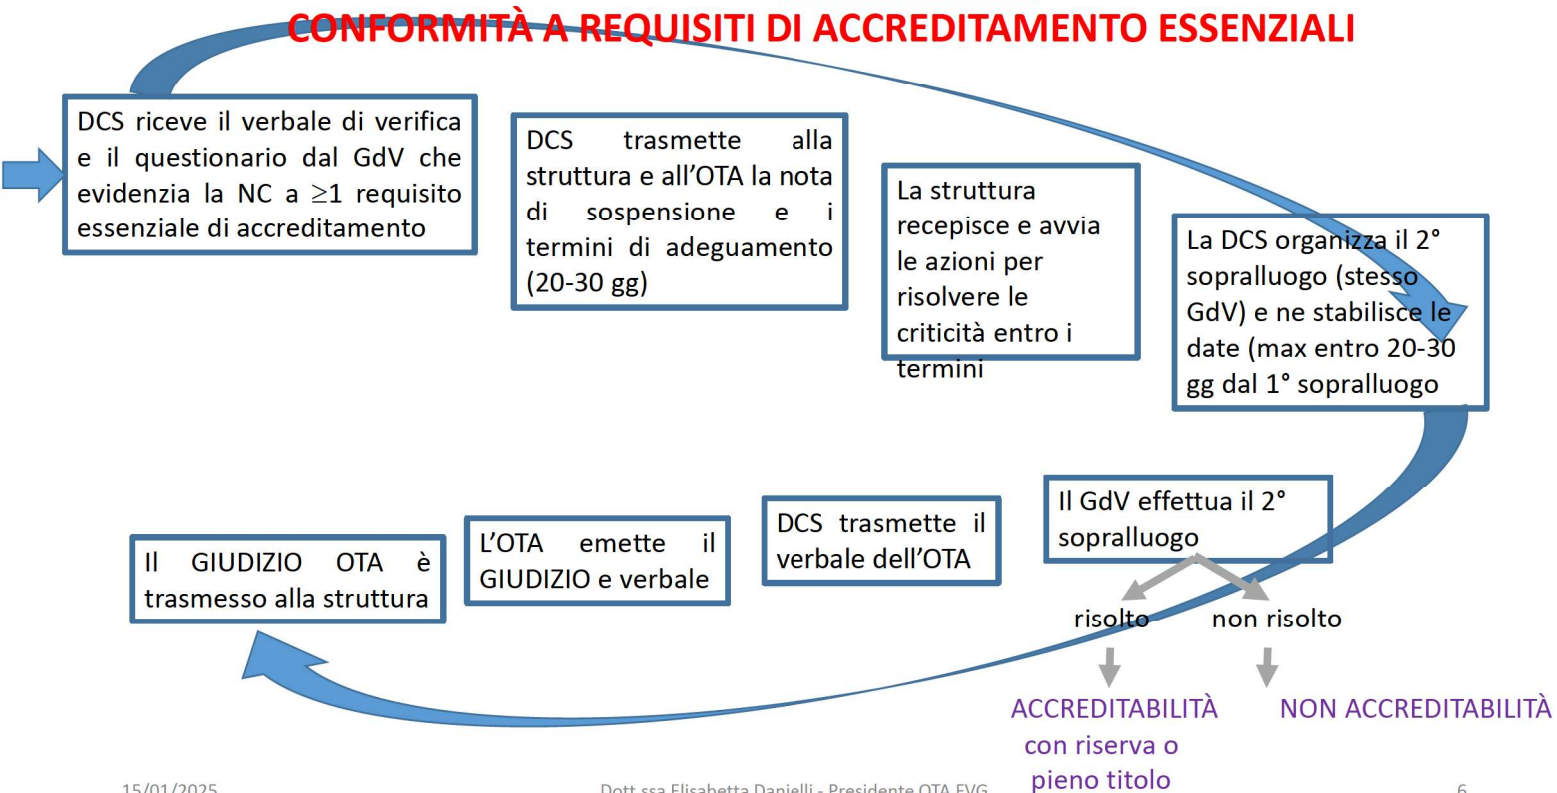 CONFORMITÀ A REQUISITI DI ACCREDITAMENTO ESSENZIALI
DCS riceve il verbale di verifica
e il questionario dal GdV che
evidenzia la NC a ≥1 requisito
essenziale di accreditamento
DCS trasmette alla
struttura e all’OTA la nota
di sospensione e i
termini di adeguamento
(20-30 gg)
La struttura
recepisce e avvia
le azioni per
risolvere le
criticità entro i
termini
La DCS organizza il 2°
sopralluogo (stesso
GdV) e ne stabilisce le
date (max entro 20-30
gg dal 1° sopralluogo
Il GdV effettua il 2°
sopralluogo
risolto
non risolto
ACCREDITABILITÀ
con riserva o
pieno titolo
NON ACCREDITABILITÀ
DCS trasmette il
verbale dell’OTA
L’OTA emette il
GIUDIZIO e verbale
Il GIUDIZIO OTA è
trasmesso alla struttura
15/01/2025
Dott.ssa Elisabetta Danielli - Presidente OTA FVG
6